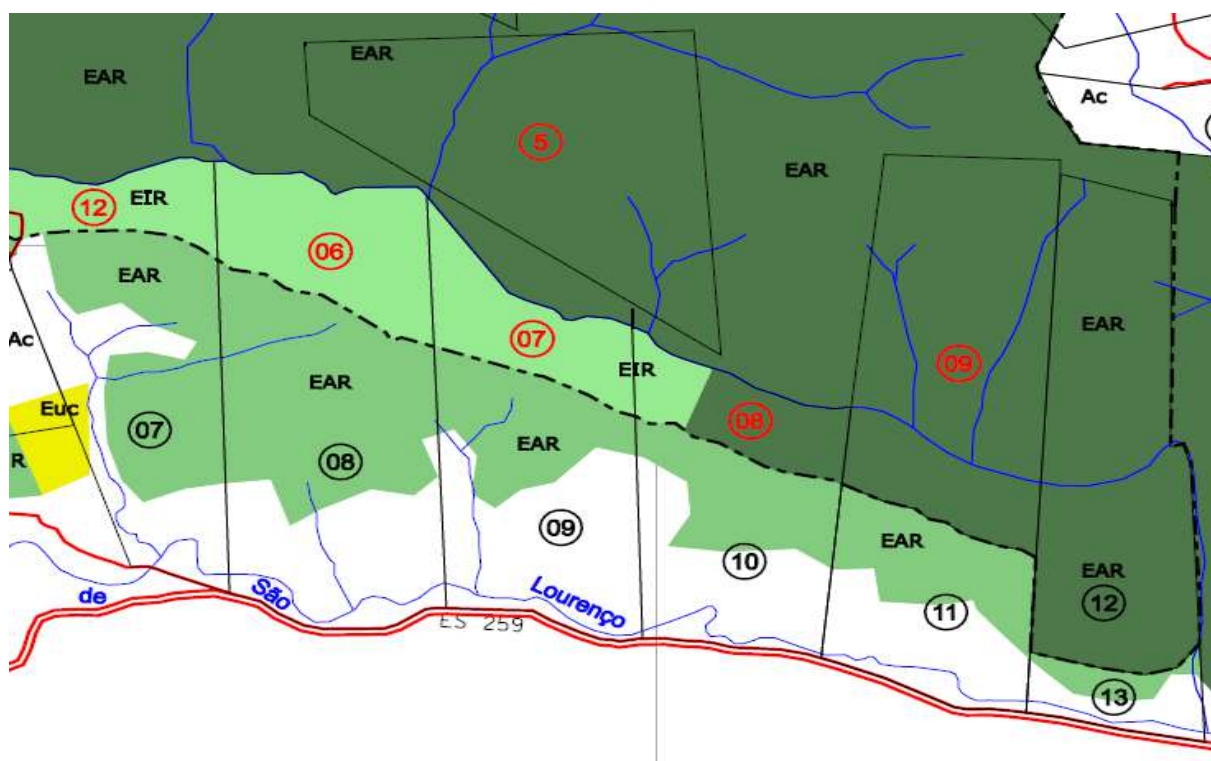 EAR
EAR
Ac
5
EAR
EIR
12
06
EAR
07
EIR
09
EAR
Ac
EAR
Euc
07
08
EAR
08
R
09
EAR
10
EAR
12
de
São
Lourenço
ES 259
11
13